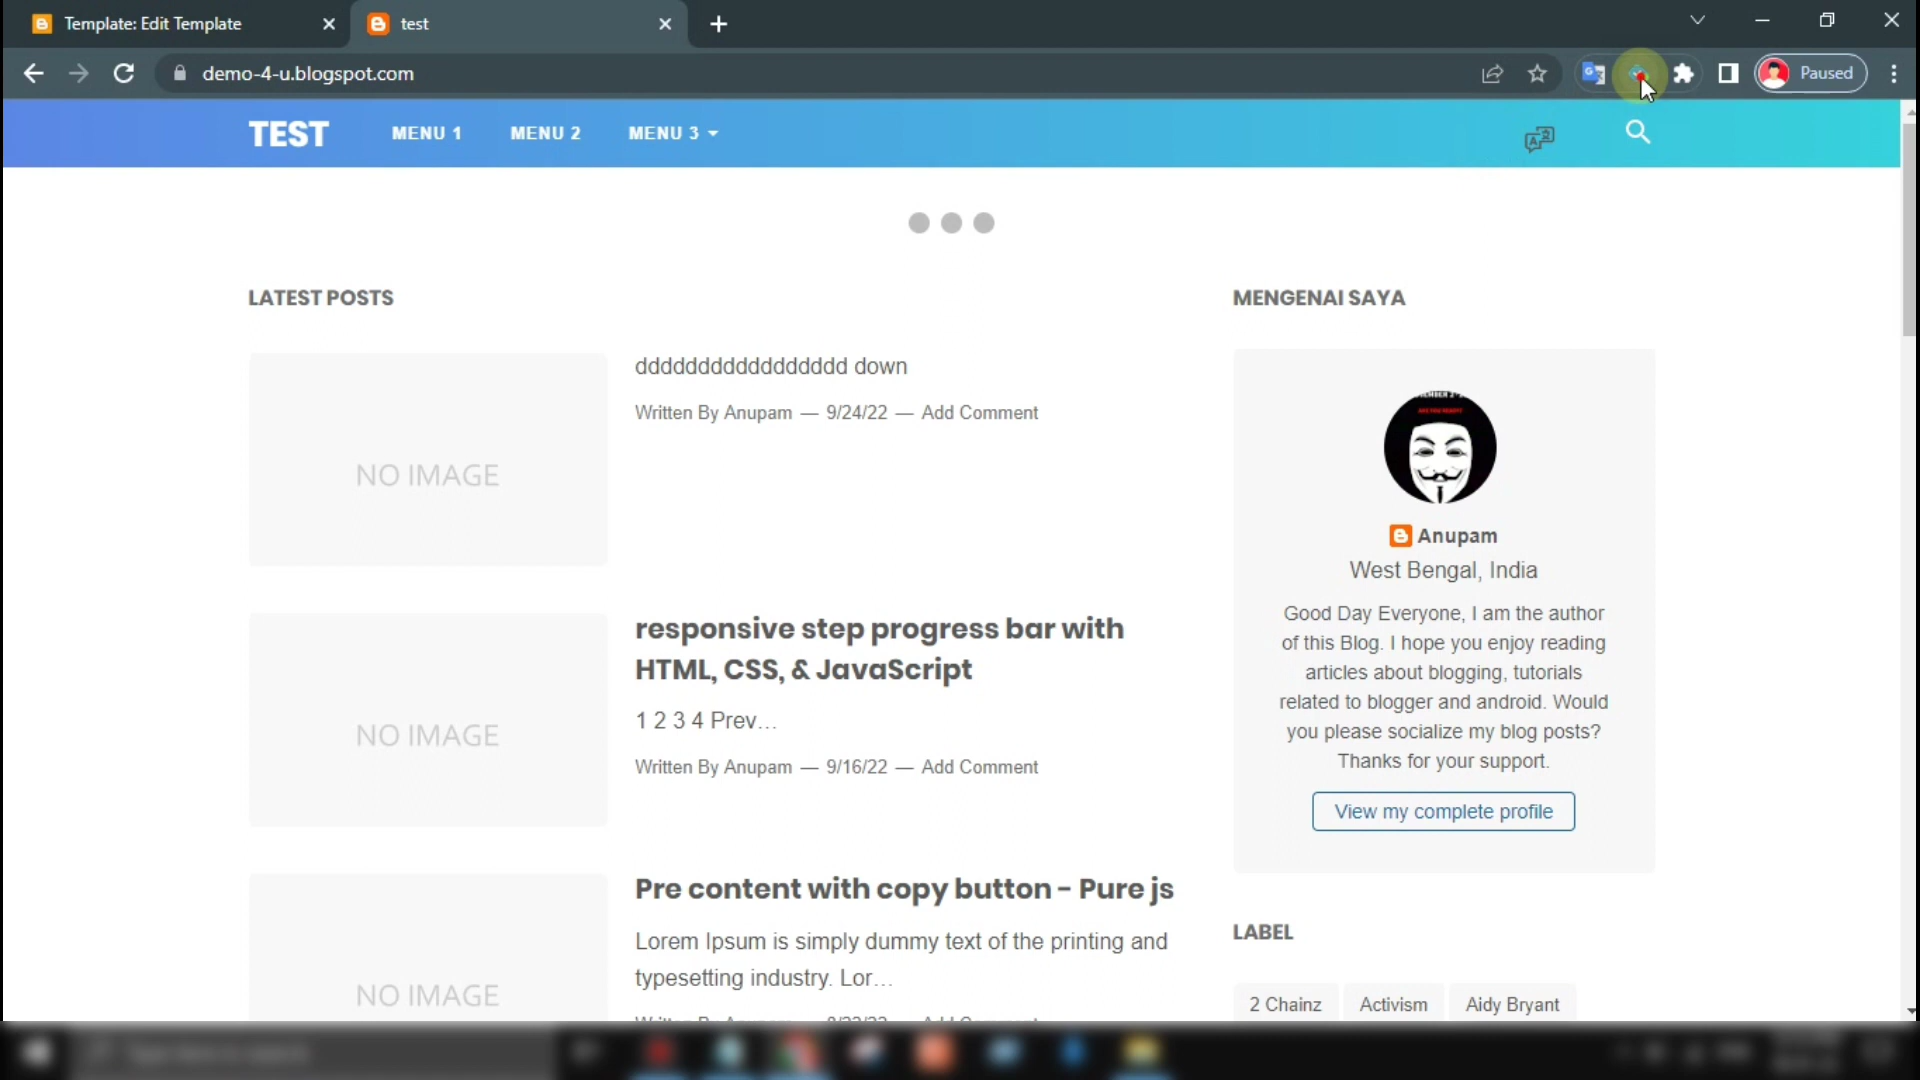 Template: Edit Template
test
demo-4-u.blogspot.com
Paused
TEST
MENU 1
MENU 2
MENU 3
LATEST POSTS
NO IMAGE
ddddddddddddddddd down
Written By Anupam — 9/24/22 — Add Comment
NO IMAGE
responsive step progress bar with
HTML, CSS, & JavaScript
1 2 3 4 Prev...
Written By Anupam — 9/16/22 — Add Comment
NO IMAGE
Pre content with copy button - Pure js
Lorem Ipsum is simply dummy text of the printing and
typesetting industry. Lor...
MENGENAI SAYA
Anupam
West Bengal, India
Good Day Everyone, I am the author
of this Blog. I hope you enjoy reading
articles about blogging, tutorials
related to blogger and android. Would
you please socialize my blog posts?
Thanks for your support.
View my complete profile
LABEL
2 Chainz
Activism
Aidy Bryant